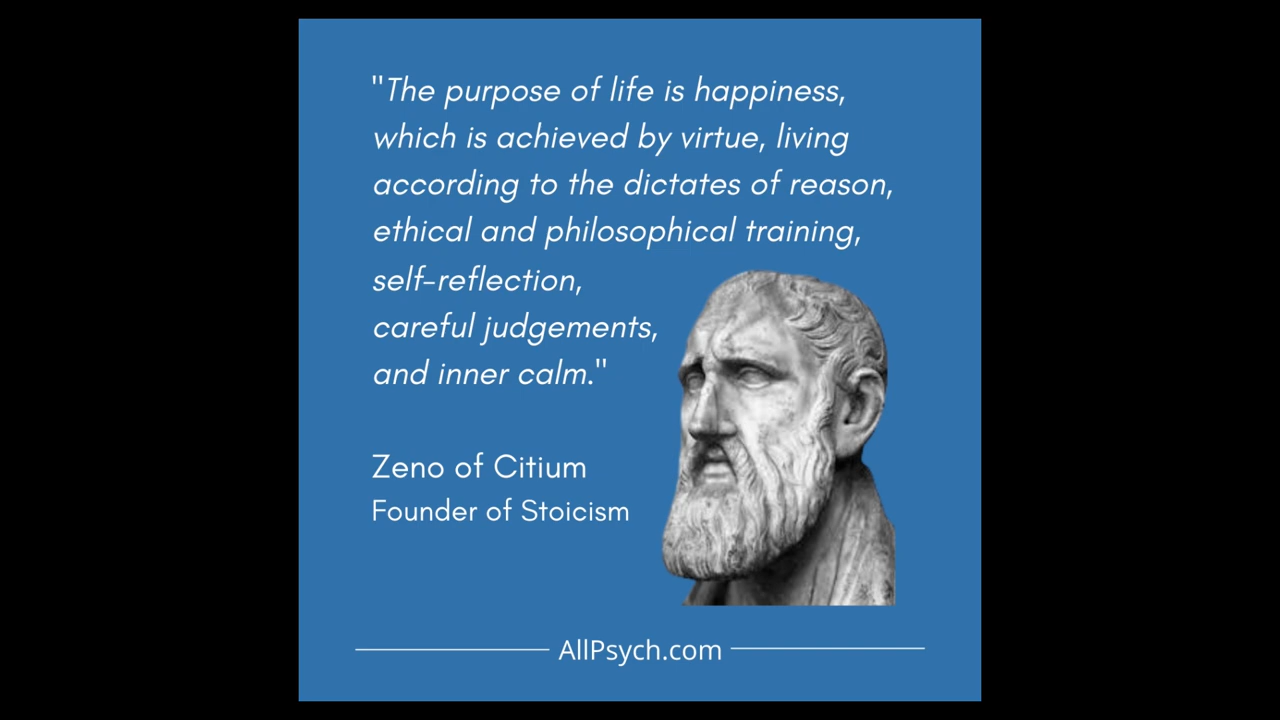 "The purpose of life is happiness,
which is achieved by virtue, living
according to the dictates of reason,
ethical and philosophical training,
self-reflection,
careful judgements,
and inner calm."
Zeno of Citium
Founder of Stoicism
AllPsych.com